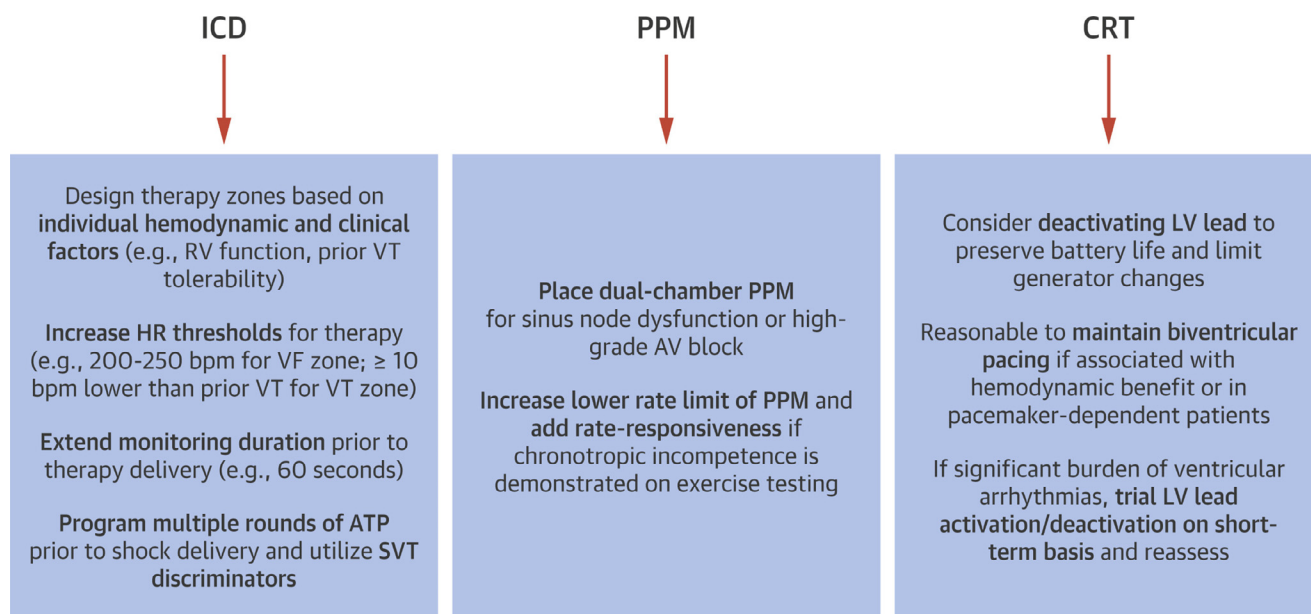 ICD
Design therapy zones based on
individual hemodynamic and clinical
factors (e.g., RV function, prior VT
tolerability)
Increase HR thresholds for therapy
(e.g., 200-250 bpm for VF zone; ≥ 10
bpm lower than prior VT for VT zone)
Extend monitoring duration prior to
therapy delivery (e.g., 60 seconds)
Program multiple rounds of ATP
prior to shock delivery and utilize SVT
discriminators
PPM
Place dual-chamber PPM
for sinus node dysfunction or high-
grade AV block
Increase lower rate limit of PPM and
add rate-responsiveness if
chronotropic incompetence is
demonstrated on exercise testing
CRT
Consider deactivating LV lead to
preserve battery life and limit
generator changes
Reasonable to maintain biventricular
pacing if associated with
hemodynamic benefit or in
pacemaker-dependent patients
If significant burden of ventricular
arrhythmias, trial LV lead
activation/deactivation on short-
term basis and reassess